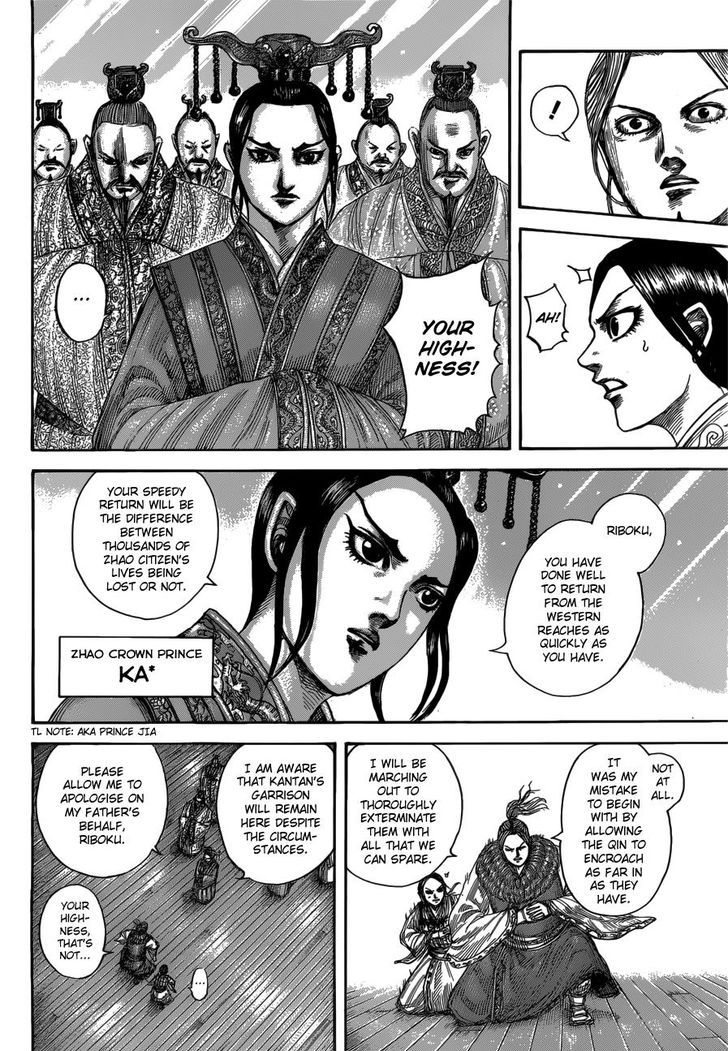 !
AH!
YOUR
HIGH-
NESS!
...
RIBOKU,
YOU HAVE
DONE WELL
TO RETURN
FROM THE
WESTERN
REACHES AS
QUICKLY AS
YOU HAVE.
YOUR SPEEDY
RETURN WILL BE
THE DIFFERENCE
BETWEEN
THOUSANDS OF
ZHAO CITIZEN'S
LIVES BEING
LOST OR NOT.
ZHAO CROWN PRINCE
KA*
TL NOTE: AKA PRINCE JIA
NOT
AT
ALL.
IT
WAS MY
MISTAKE
TO BEGIN
WITH BY
ALLOWING
THE QIN TO
ENCROACH
AS FAR IN
AS THEY
HAVE.
I WILL
BE
MARCHING
OUT TO
THOROUGHLY
EXTERMINATE
THEM WITH
ALL THAT WE
CAN SPARE.
I AM AWARE
THAT KANTAN'S
GARRISON
WILL REMAIN
HERE DESPITE
THE CIRCUM-
STANCES.
PLEASE
ALLOW ME TO
APOLOGISE ON
MY FATHER'S
BEHALF,
RIBOKU.
YOUR
HIGH-
NESS,
THAT'S
NOT...
...